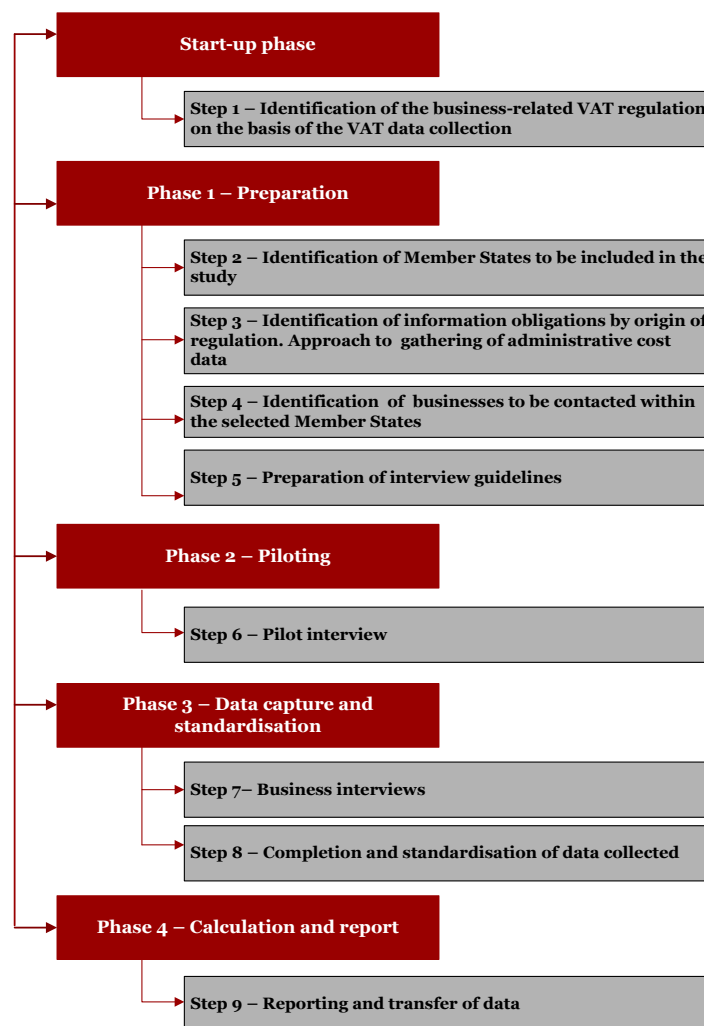 Start-up phase
Step 1 – Identification of the business-related VAT regulation
on the basis of the VAT data collection
Phase 1 – Preparation
Step 2 – Identification of Member States to be included in the
study
Step 3 – Identification of information obligations by origin of
regulation. Approach to gathering of administrative cost
data
Step 4 – Identification of businesses to be contacted within
the selected Member States
Step 5 – Preparation of interview guidelines
Phase 2 – Piloting
Step 6 – Pilot interview
Phase 3 – Data capture and
standardisation
Step 7– Business interviews
Step 8 – Completion and standardisation of data collected
Phase 4 – Calculation and report
Step 9 – Reporting and transfer of data